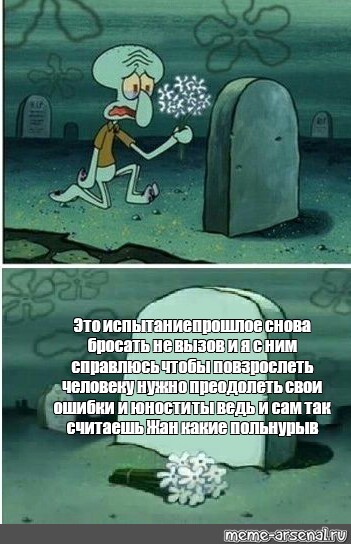 R.I.P.
Это испытаниепрошлое снова
бросать не вызов и я с ним
справлюсь чтобы повзрослеть
человеку нужно преодолеть свои
ошибки и юности ты ведь и сам так
считаешь Жан какие польнурыв
meme-arsenal.ru